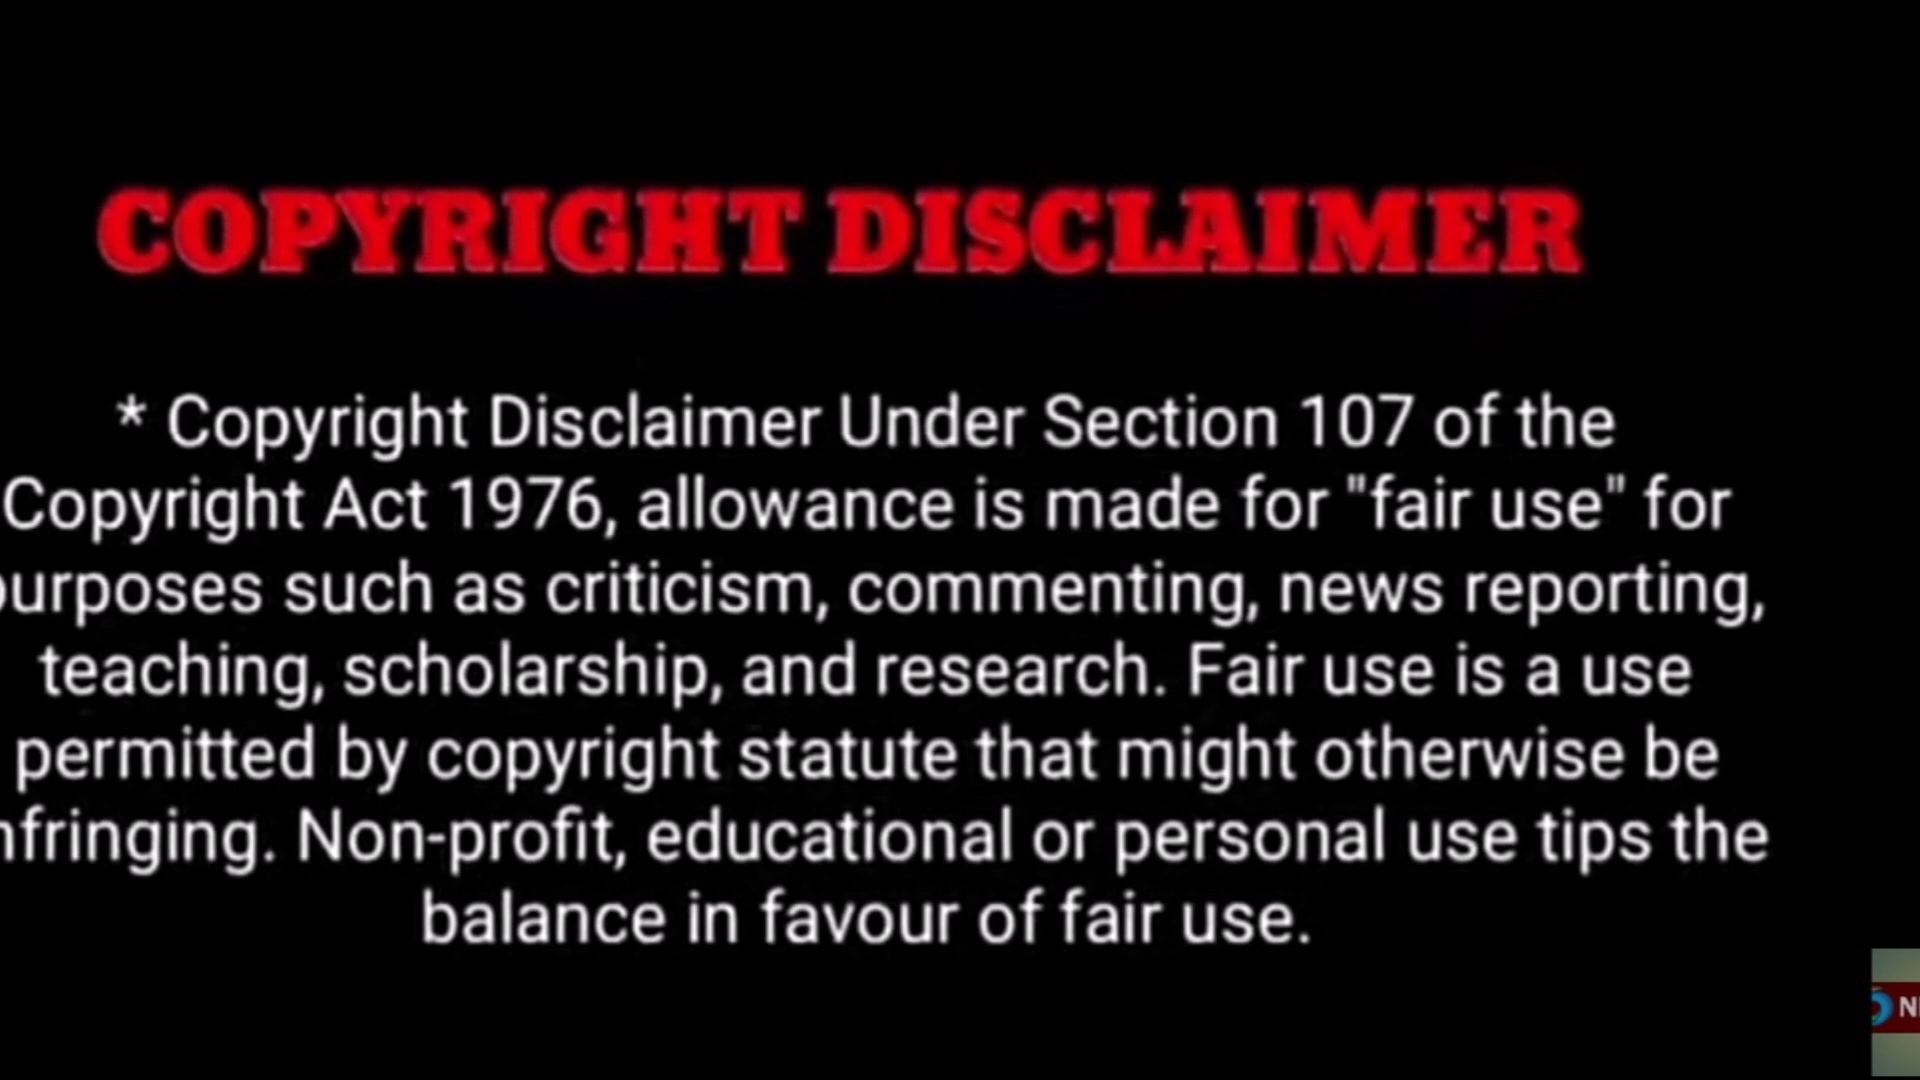 COPYRIGHT DISCLAIMER
* Copyright Disclaimer Under Section 107 of the
Copyright Act 1976, allowance is made for "fair use" for
purposes such as criticism, commenting, news reporting,
teaching, scholarship, and research. Fair use is a use
permitted by copyright statute that might otherwise be
nfringing. Non-profit, educational or personal use tips the
balance in favour of fair use.